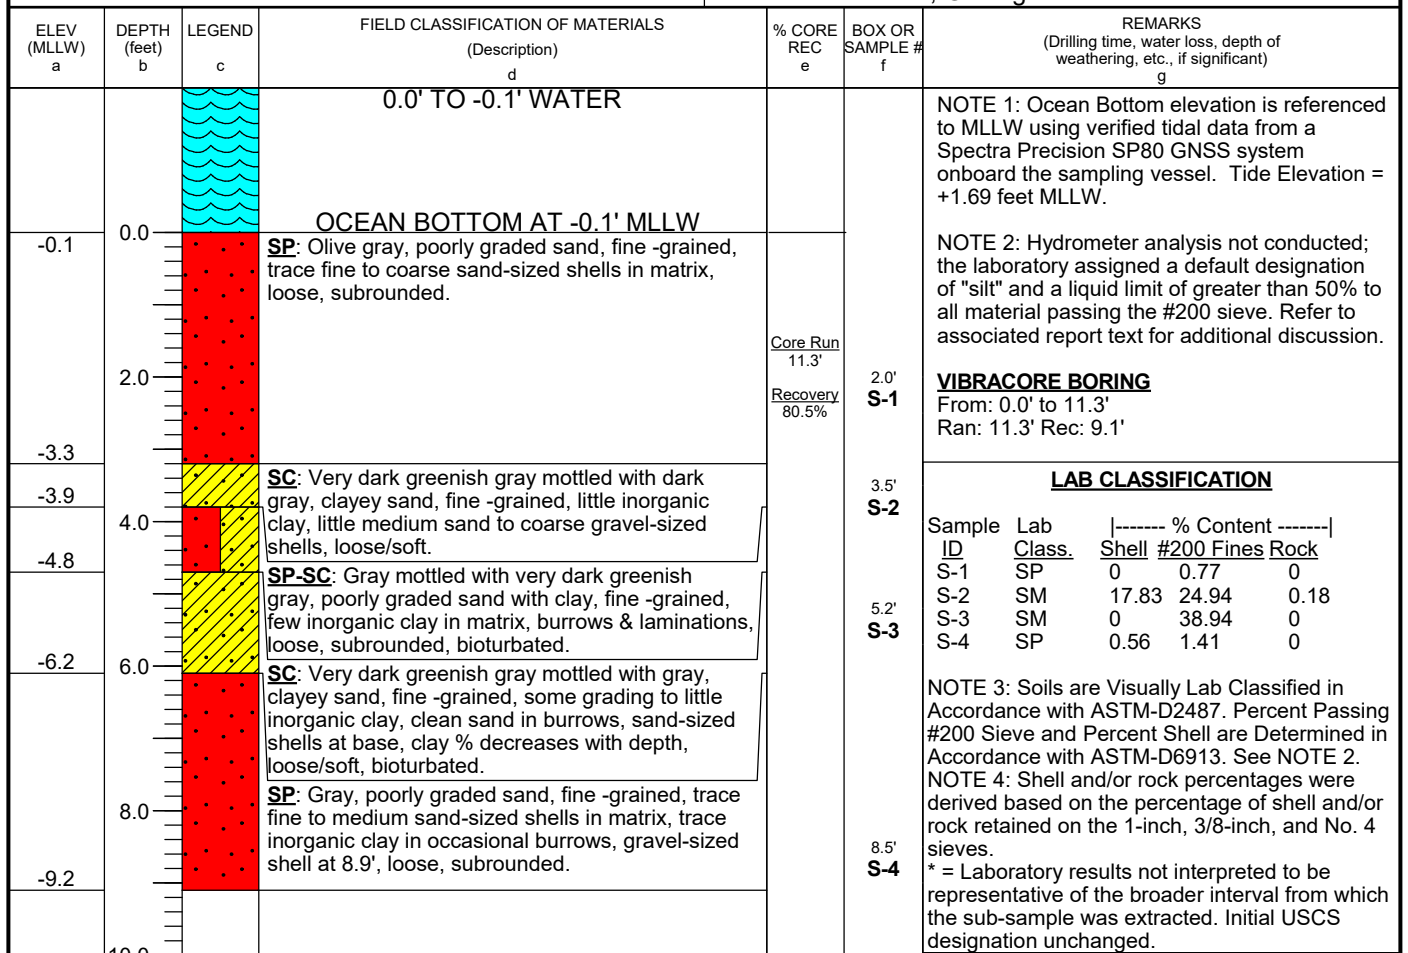 ELEV (MLLW) a
DEPTH (feet) b
LEGEND c
FIELD CLASSIFICATION OF MATERIALS
(Description)
d
% CORE REC e
BOX OR SAMPLE # f
REMARKS
(Drilling time, water loss, depth of
weathering, etc., if significant)
g
0.0' TO -0.1' WATER
OCEAN BOTTOM AT -0.1' MLLW
-0.1
0.0
SP: Olive gray, poorly graded sand, fine -grained,
trace fine to coarse sand-sized shells in matrix,
loose, subrounded.
2.0
-3.3
SC: Very dark greenish gray mottled with dark
gray, clayey sand, fine -grained, little inorganic
clay, little medium sand to coarse gravel-sized
shells, loose/soft.
-3.9
4.0
-4.8
SP-SC: Gray mottled with very dark greenish
gray, poorly graded sand with clay, fine -grained,
few inorganic clay in matrix, burrows & laminations,
loose, subrounded, bioturbated.
-6.2
6.0
SC: Very dark greenish gray mottled with gray,
clayey sand, fine -grained, some grading to little
inorganic clay, clean sand in burrows, sand-sized
shells at base, clay % decreases with depth,
loose/soft, bioturbated.
8.0
SP: Gray, poorly graded sand, fine -grained, trace
fine to medium sand-sized shells in matrix, trace
inorganic clay in occasional burrows, gravel-sized
shell at 8.9', loose, subrounded.
-9.2
Core Run
11.3'
Recovery
80.5%
2.0'
S-1
3.5'
S-2
5.2'
S-3
8.5'
S-4
NOTE 1: Ocean Bottom elevation is referenced
to MLLW using verified tidal data from a
Spectra Precision SP80 GNSS system
onboard the sampling vessel. Tide Elevation =
+1.69 feet MLLW.
NOTE 2: Hydrometer analysis not conducted;
the laboratory assigned a default designation
of "silt" and a liquid limit of greater than 50% to
all material passing the #200 sieve. Refer to
associated report text for additional discussion.
VIBRACORE BORING
From: 0.0' to 11.3'
Ran: 11.3' Rec: 9.1'
LAB CLASSIFICATION
Sample Lab |------- % Content -------|
ID Class. Shell #200 Fines Rock
S-1 SP 0 0.77 0
S-2 SM 17.83 24.94 0.18
S-3 SM 0 38.94 0
S-4 SP 0.56 1.41 0
NOTE 3: Soils are Visually Lab Classified in
Accordance with ASTM-D2487. Percent Passing
#200 Sieve and Percent Shell are Determined in
Accordance with ASTM-D6913. See NOTE 2.
NOTE 4: Shell and/or rock percentages were
derived based on the percentage of shell and/or
rock retained on the 1-inch, 3/8-inch, and No. 4
sieves.
* = Laboratory results not interpreted to be
representative of the broader interval from which
the sub-sample was extracted. Initial USCS
designation unchanged.